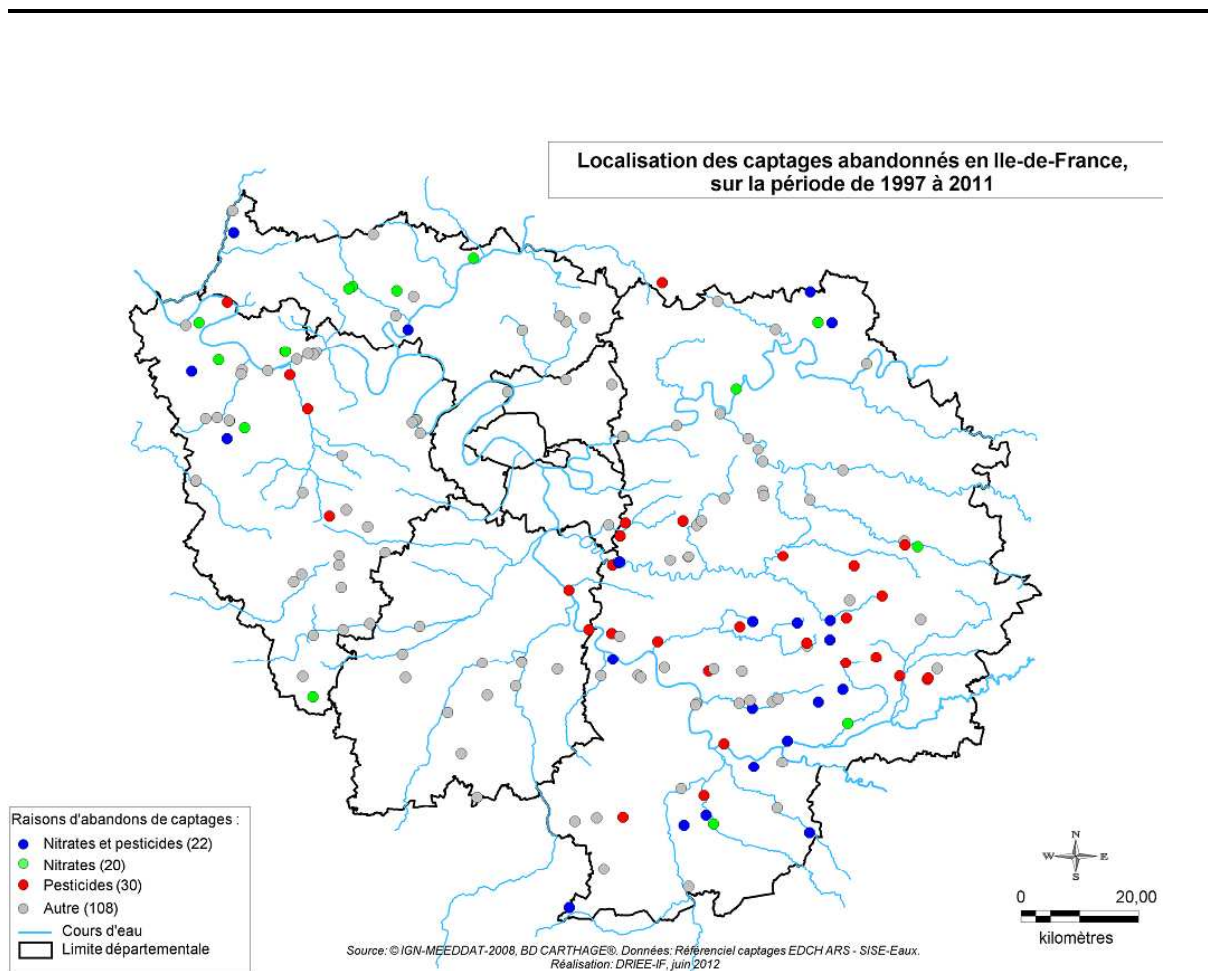 Localisation des captages abandonnés en Ile-de-France,
sur la période de 1997 à 2011
Raisons d'abandons de captages :
Nitrates et pesticides (22)
Nitrates (20)
Pesticides (30)
Autre (108)
Cours d'eau
Limite départementale
N
W E
S
0 20,00
kilomètres
Source: © IGN-MEEDDAT-2008, BD CARTHAGE®. Données: Référenciel captages EDCH ARS - SISE-Eaux.
Réalisation: DRIEE-IF, juin 2012